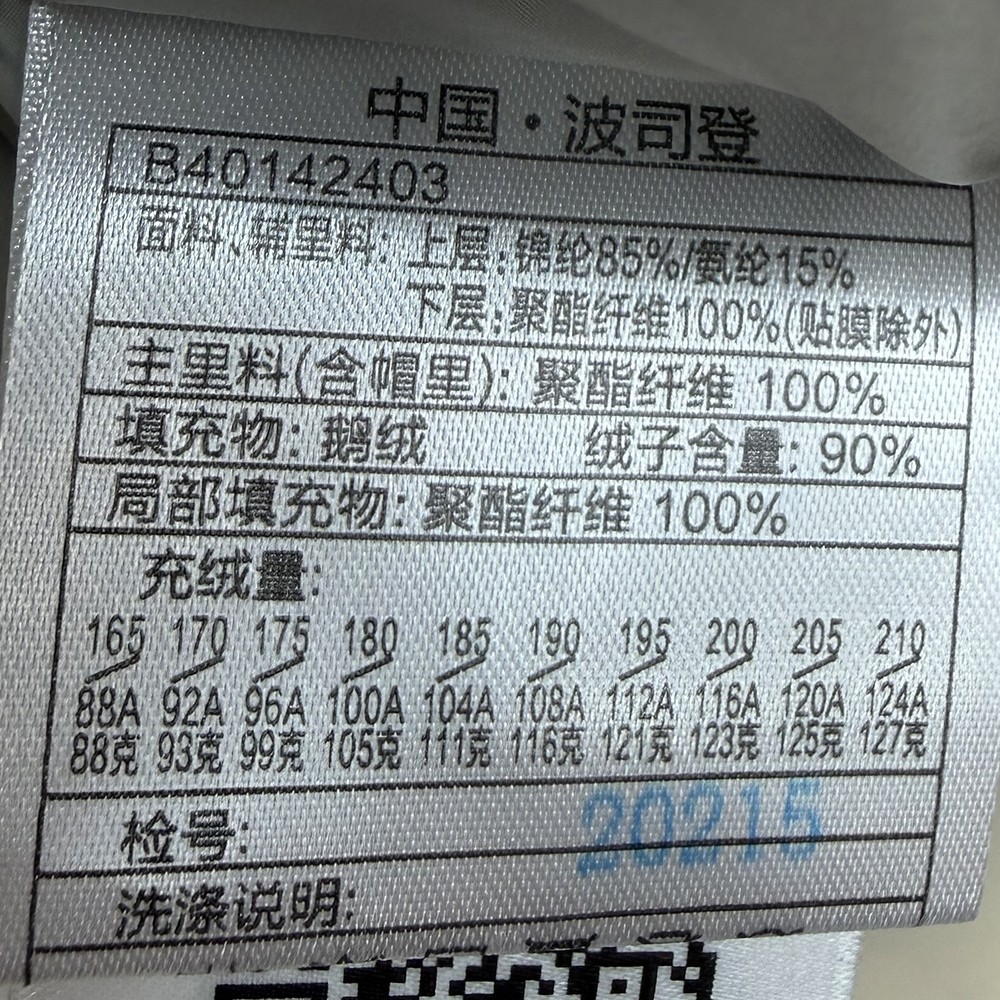 中国·波司登
B40142403
面料、辅里料: 上层: 锦纶85%/氨纶15%
下层: 聚酯纤维100%(贴膜除外)
主里料(含帽里): 聚酯纤维 100%
填充物: 鹅绒 绒子含量: 90%
局部填充物: 聚酯纤维 100%
充绒量:
165 170 175 180 185 190 195 200 205 210
88A 92A 96A 100A 104A 108A 112A 116A 120A 124A
88克 93克 99克 105克 111克 116克 121克 123克 125克 127克
检号: 20215
洗涤说明: